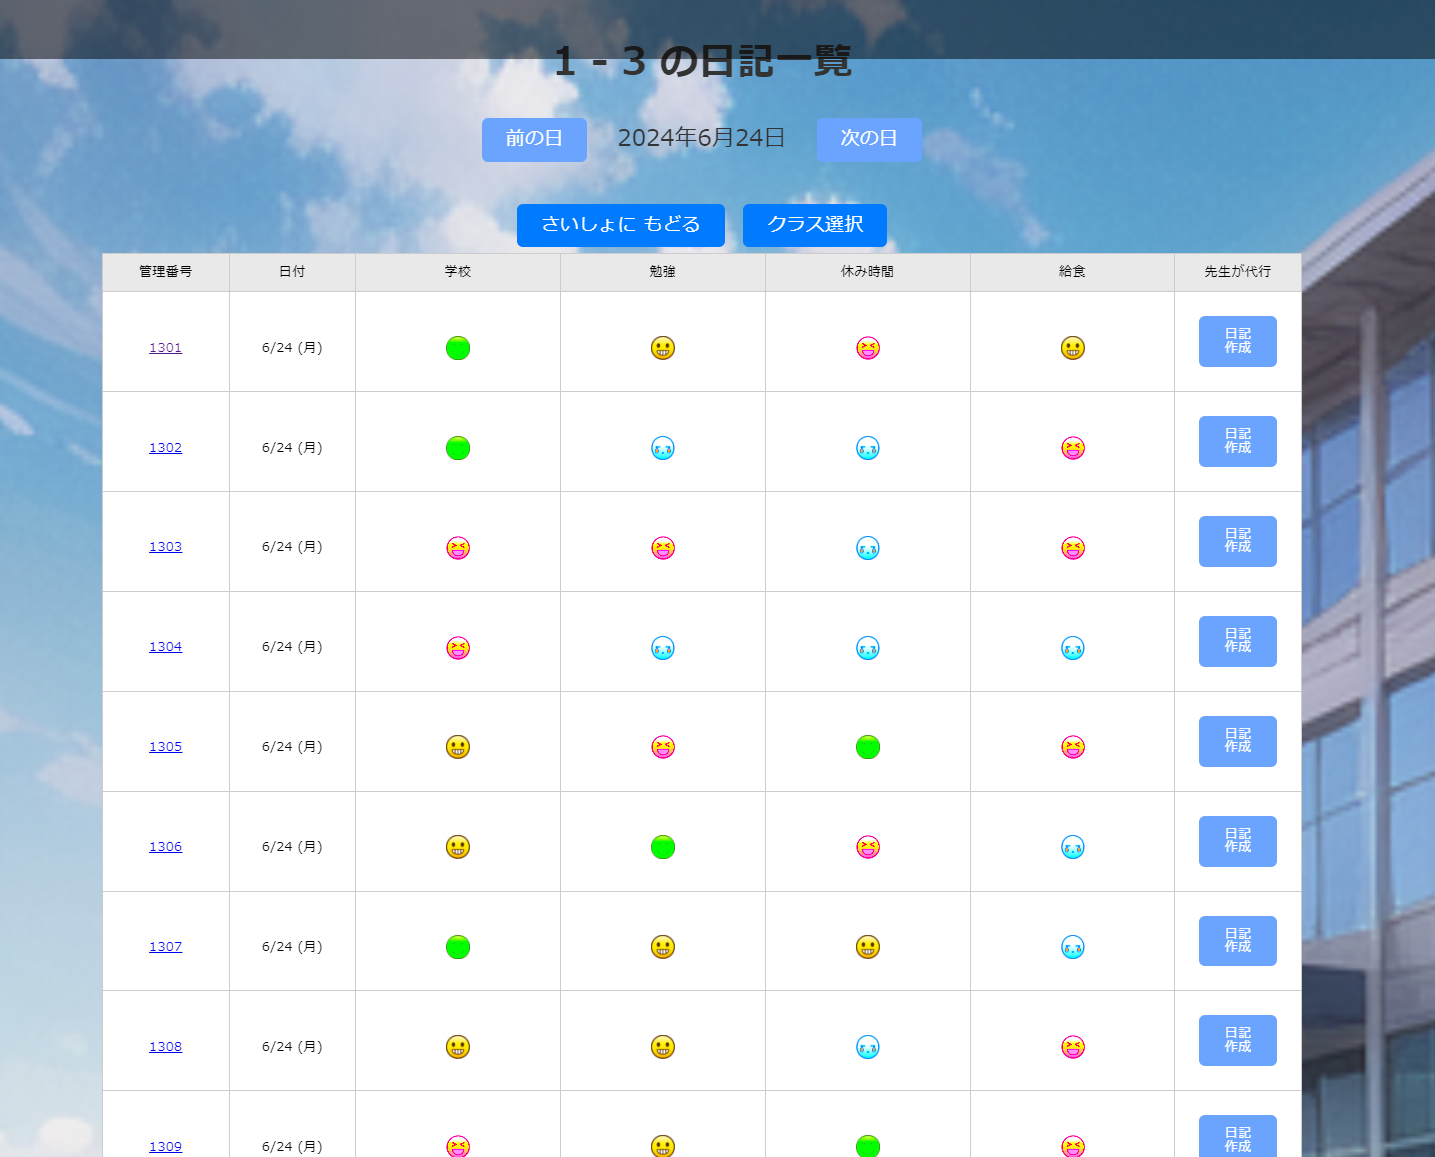 1 - 3 の日記一覧
前の日 2024年6月24日 次の日
さいしょに もどる クラス選択
管理番号 日付 学校 勉強 休み時間 給食 先生が代行
1301 6/24 (月) 日記
作成
1302 6/24 (月) 日記
作成
1303 6/24 (月) 日記
作成
1304 6/24 (月) 日記
作成
1305 6/24 (月) 日記
作成
1306 6/24 (月) 日記
作成
1307 6/24 (月) 日記
作成
1308 6/24 (月) 日記
作成
1309 6/24 (月) 日記
作成